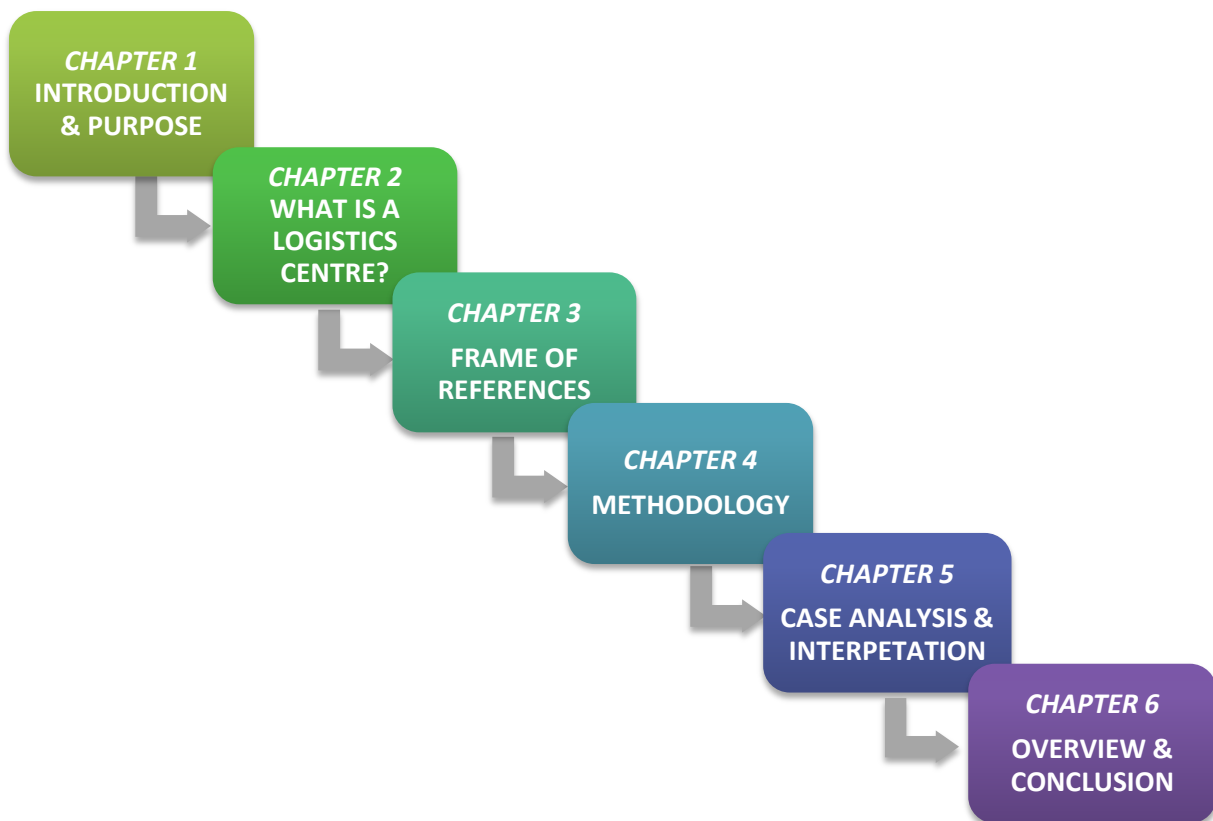 CHAPTER 1
INTRODUCTION
& PURPOSE
CHAPTER 2
WHAT IS A
LOGISTICS
CENTRE?
CHAPTER 3
FRAME OF
REFERENCES
CHAPTER 4
METHODOLOGY
CHAPTER 5
CASE ANALYSIS &
INTERPETATION
CHAPTER 6
OVERVIEW &
CONCLUSION